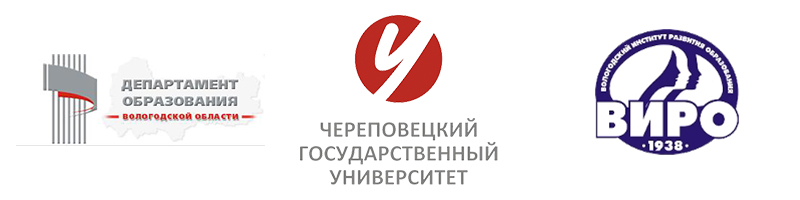 ДЕПАРТАМЕНТ
ОБРАЗОВАНИЯ
ВОЛОГОДСКОЙ ОБЛАСТИ
Ч
ЧЕРЕПОВЕЦКИЙ
ГОСУДАРСТВЕННЫЙ
УНИВЕРСИТЕТ
ВОЛОГОДСКИЙ ИНСТИТУТ РАЗВИТИЯ ОБРАЗОВАНИЯ
ВИРО
·1938·